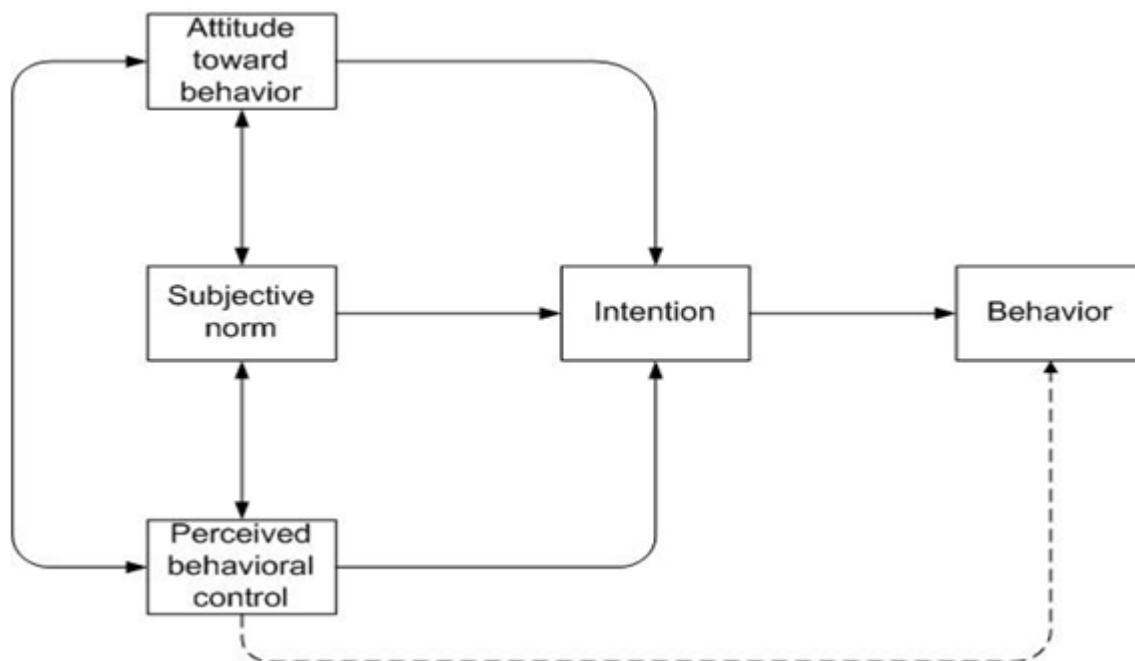 Attitude
toward
behavior
Subjective
norm
Intention
Behavior
Perceived
behavioral
control